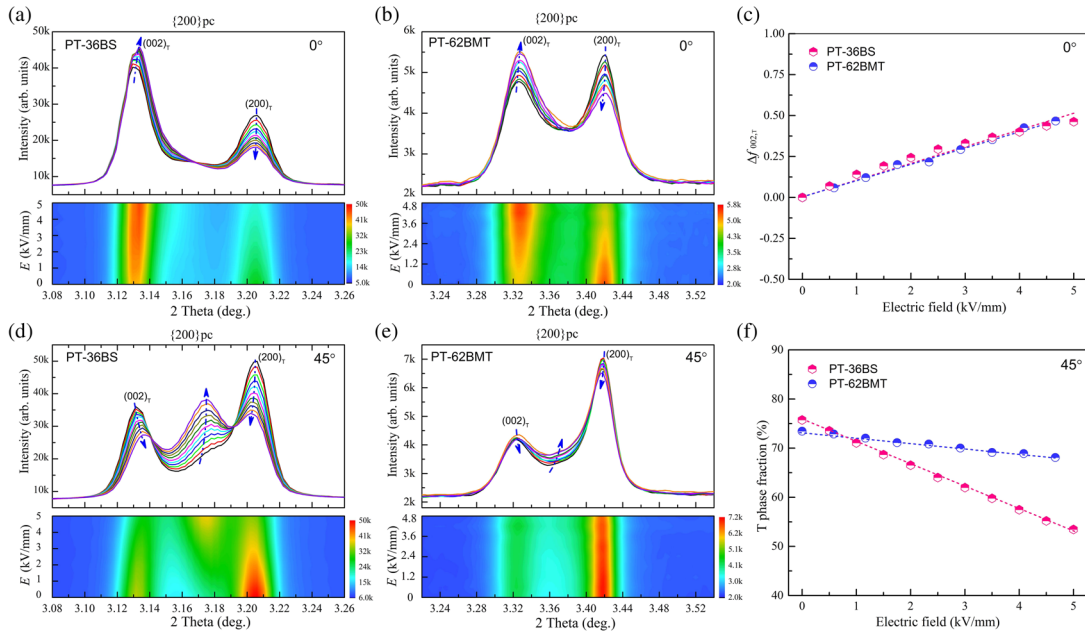 (a)
{200}pc
PT-36BS
(002)T
0°
(200)T
Intensity (arb. units)
50k
40k
30k
20k
10k
E (kV/mm)
5
4
3
2
1
0
50k
41k
32k
23k
14k
5.0k
3.08 3.10 3.12 3.14 3.16 3.18 3.20 3.22 3.24 3.26
2 Theta (deg.)
(b)
{200}pc
PT-62BMT
(002)T
(200)T
0°
Intensity (arb. units)
6k
5k
4k
3k
2k
E (kV/mm)
4.8
3.6
2.4
1.2
0
5.8k
5.0k
4.3k
3.5k
2.8k
2.0k
3.24 3.28 3.32 3.36 3.40 3.44 3.48 3.52
2 Theta (deg.)
(c)
PT-36BS
PT-62BMT
0°
Δf002,T
1.00
0.75
0.50
0.25
0.00
-0.25
-0.50
0 1 2 3 4 5
Electric field (kV/mm)
(d)
{200}pc
PT-36BS
45°
(002)T
(200)T
Intensity (arb. units)
50k
40k
30k
20k
10k
E (kV/mm)
5
4
3
2
1
0
50k
41k
32k
24k
15k
6.0k
3.08 3.10 3.12 3.14 3.16 3.18 3.20 3.22 3.24 3.26
2 Theta (deg.)
(e)
{200}pc
PT-62BMT
45°
(002)T
(200)T
Intensity (arb. units)
7k
6k
5k
4k
3k
2k
E (kV/mm)
4.8
3.6
2.4
1.2
0
7.2k
6.2k
5.1k
4.1k
3.0k
2.0k
3.24 3.28 3.32 3.36 3.40 3.44 3.48 3.52
2 Theta (deg.)
(f)
PT-36BS
PT-62BMT
45°
T phase fraction (%)
90
80
70
60
50
40
0 1 2 3 4 5
Electric field (kV/mm)